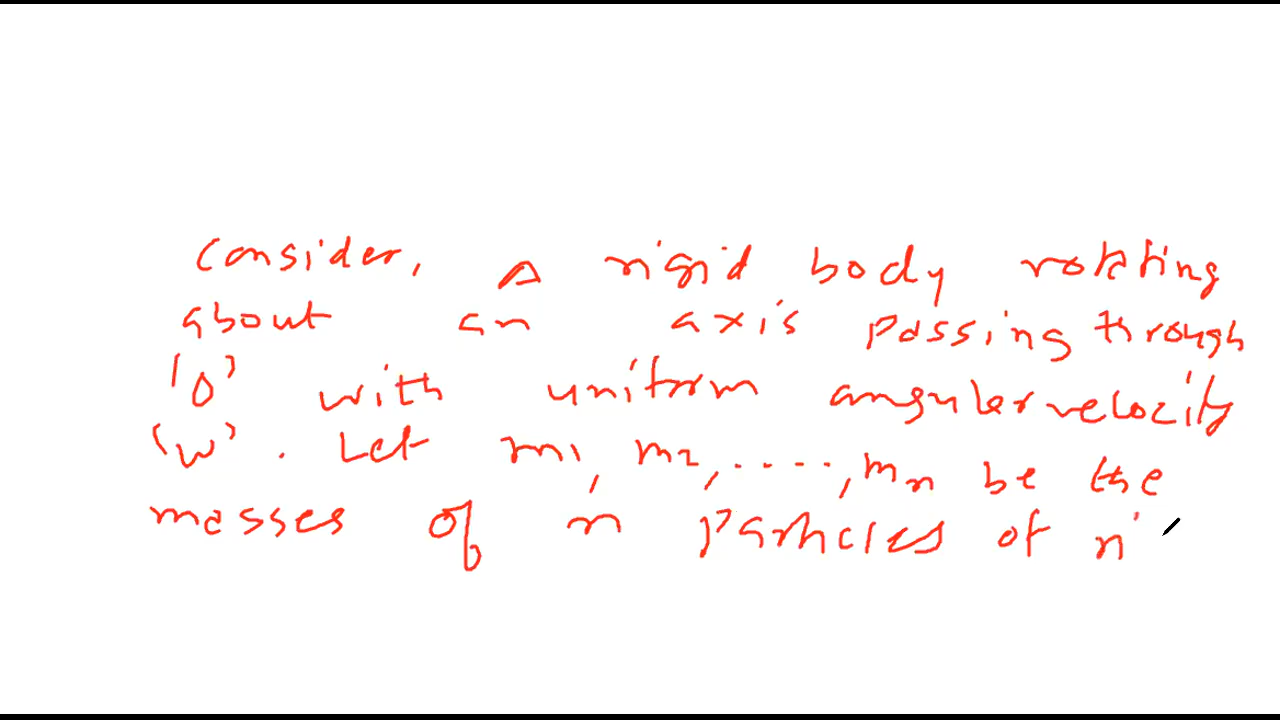 Consider, A rigid body rotating
about an axis passing through
'O' with uniform angular velocity
'w'. Let m1, m2, ....., mn be the
masses of n particles of ri